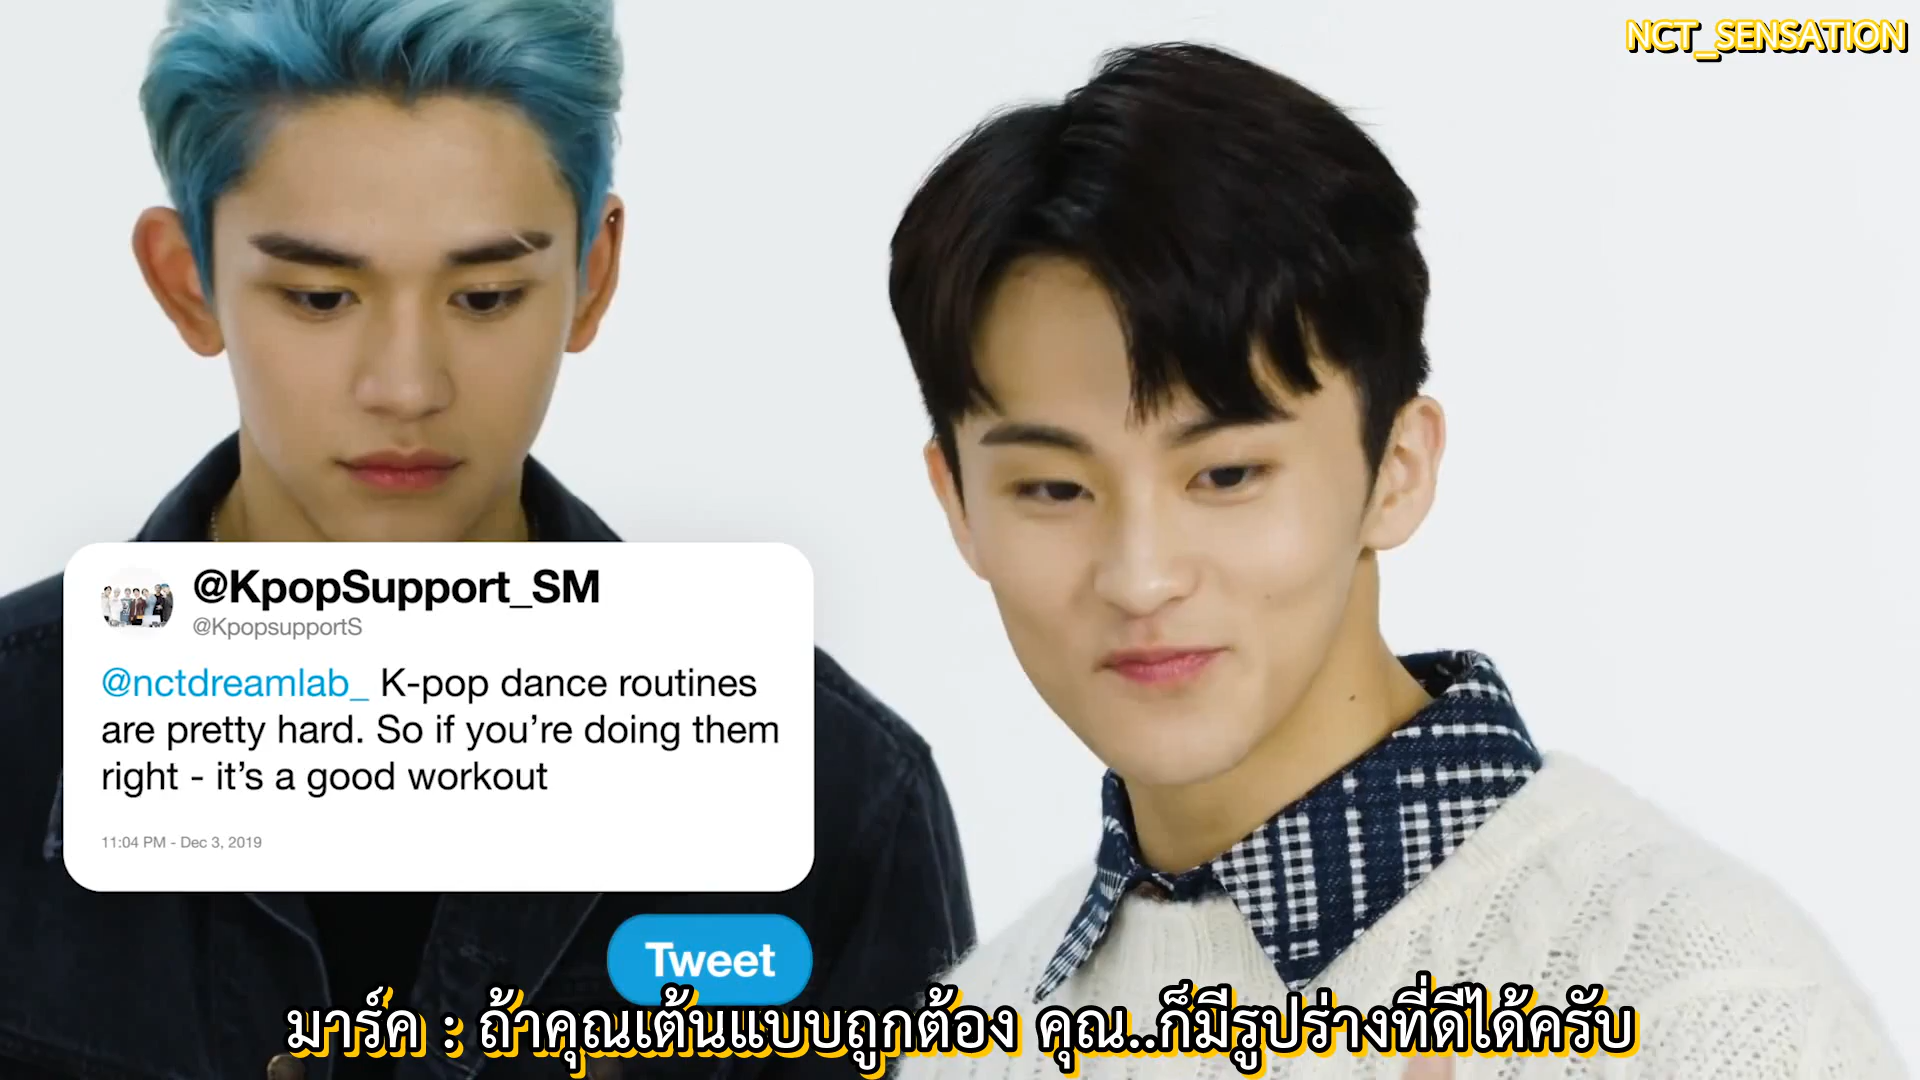 NCT_SENSATION
@KpopSupport_SM
@KpopsupportS
@nctdreamlab_ K-pop dance routines
are pretty hard. So if you’re doing them
right - it’s a good workout
11:04 PM - Dec 3, 2019
Tweet
มาร์ค : ถ้าคุณเต้นแบบถูกต้อง คุณ..ก็มีรูปร่างที่ดีได้ครับ